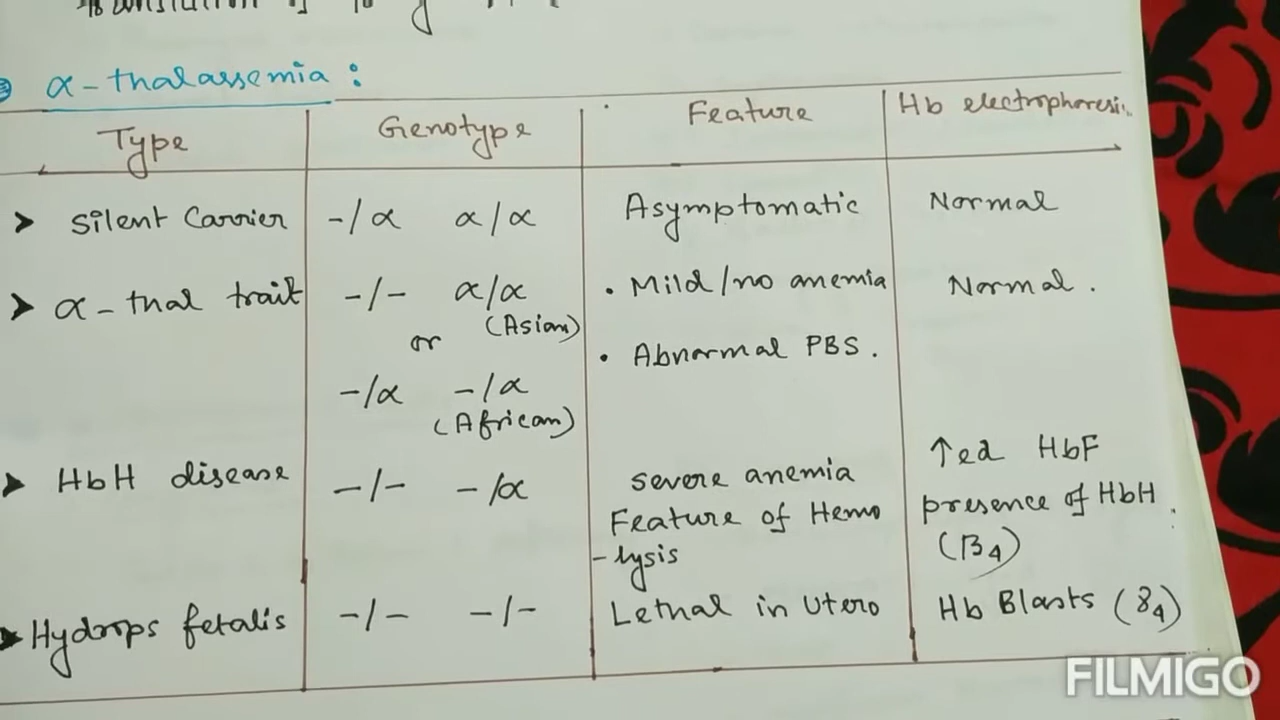 α-thalassemia :
Type Genotype Feature Hb electrophoresis
➤ Silent Carrier -/α α/α Asymptomatic Normal
➤ α-thal trait -/- α/α • Mild/no anemia Normal.
(Asian)
or • Abnormal PBS.
-/α -/α
(African)
➤ HbH disease -/- -/α severe anemia ↑ed HbF
Feature of Hemo presence of HbH
-lysis (β4)
➤ Hydrops fetalis -/- -/- Lethal in Utero Hb Blasts (γ4)
FILMIGO